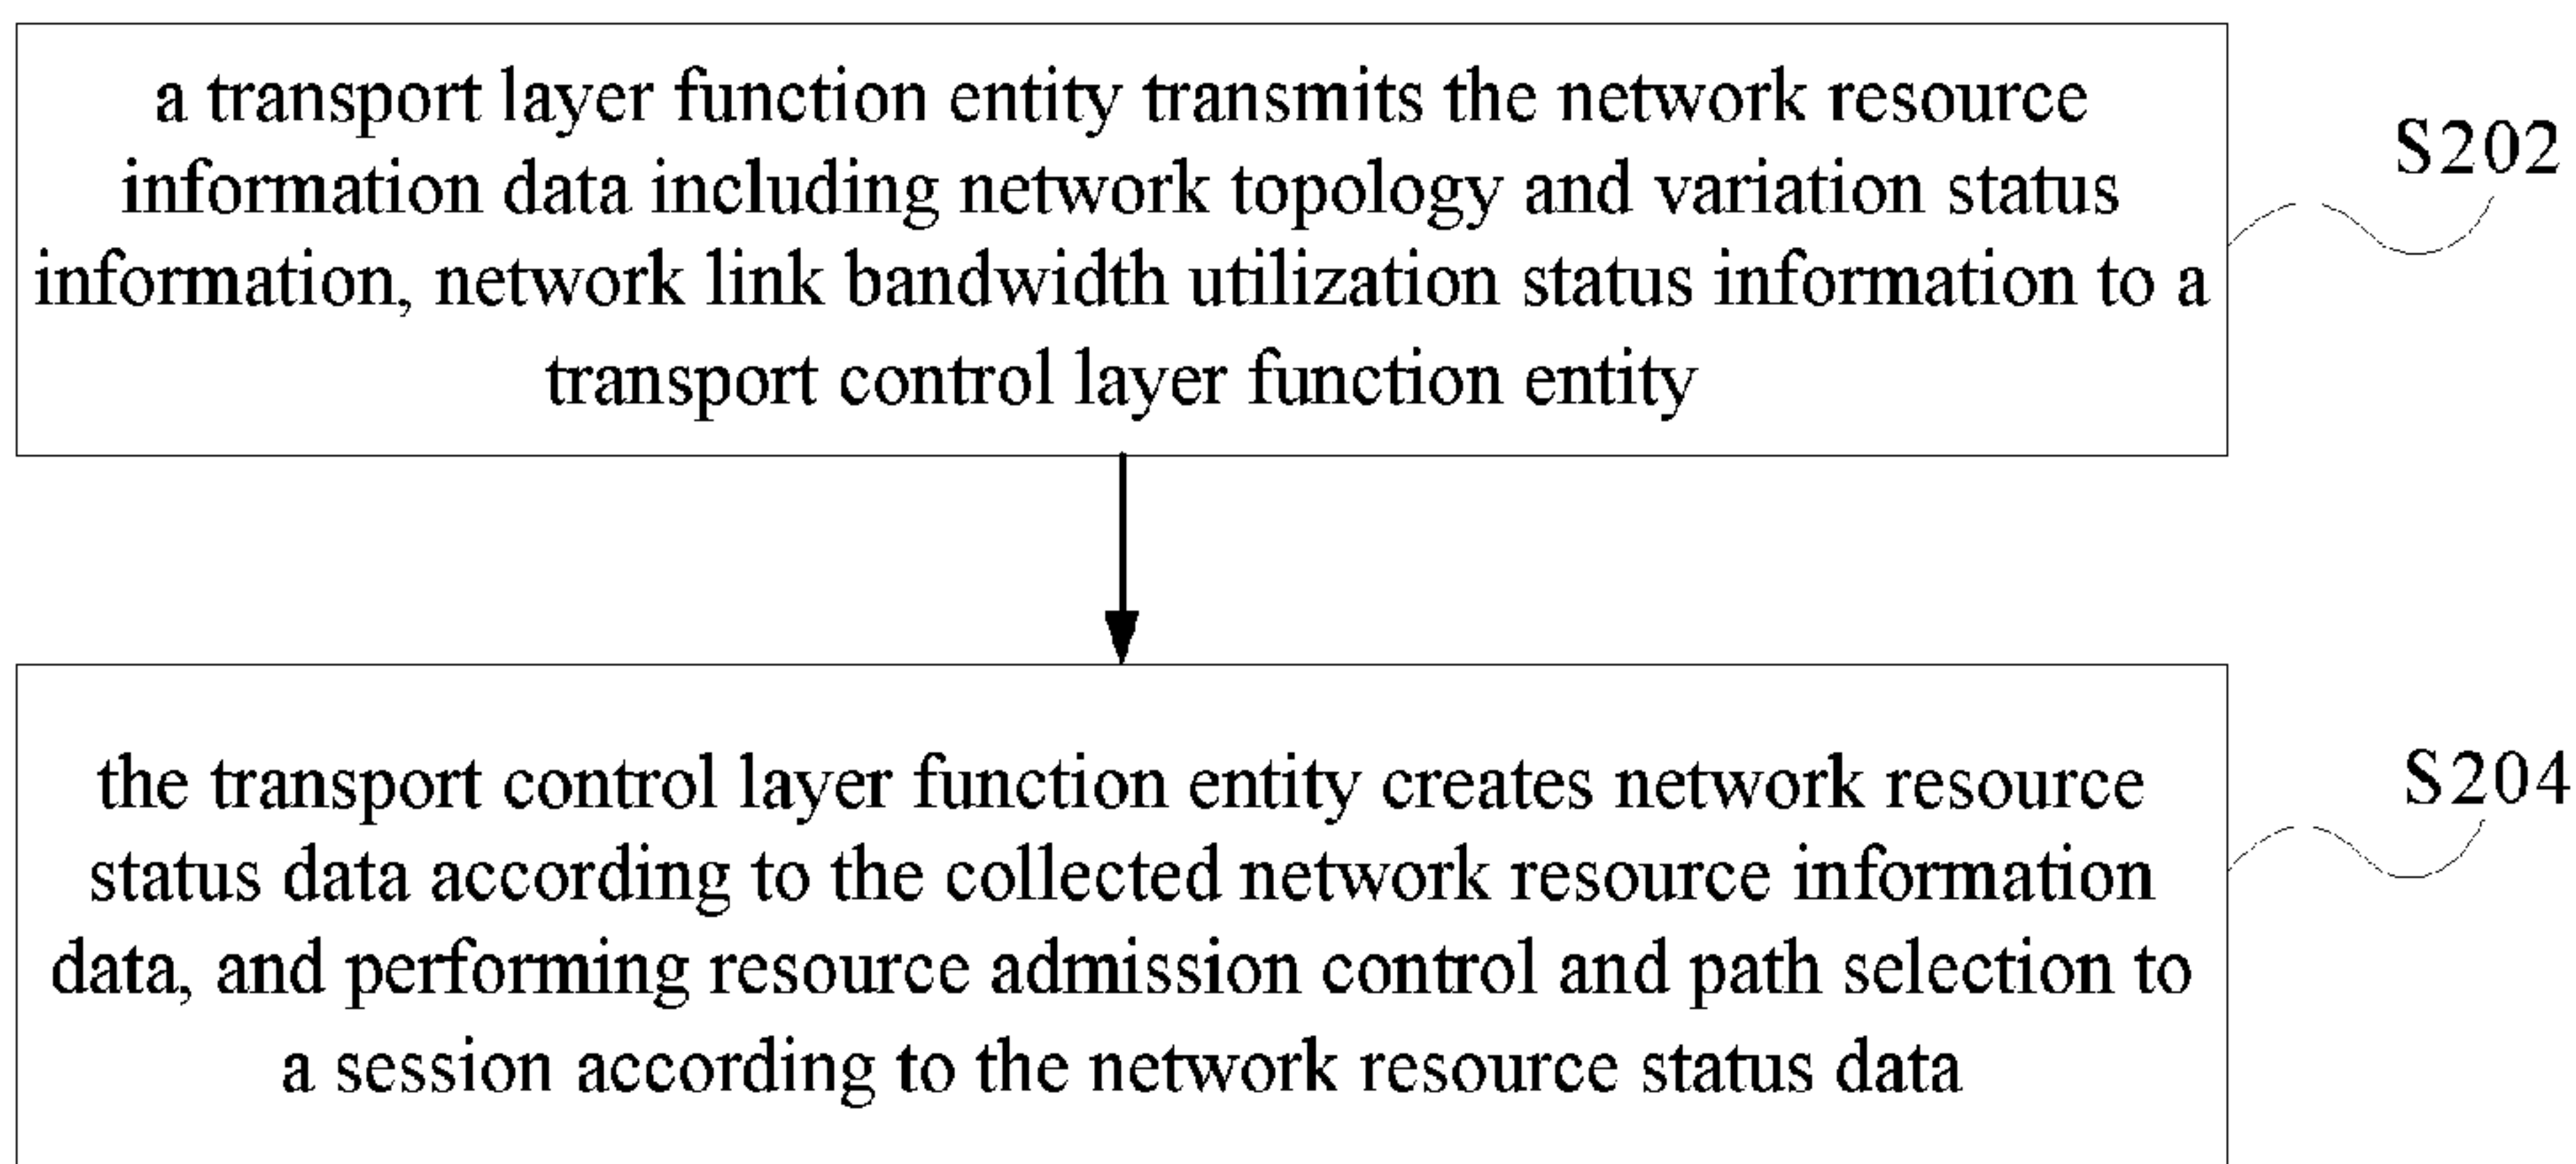 a transport layer function entity transmits the network resource
information data including network topology and variation status
information, network link bandwidth utilization status information to a
transport control layer function entity
S202
the transport control layer function entity creates network resource
status data according to the collected network resource information
data, and performing resource admission control and path selection to
a session according to the network resource status data
S204